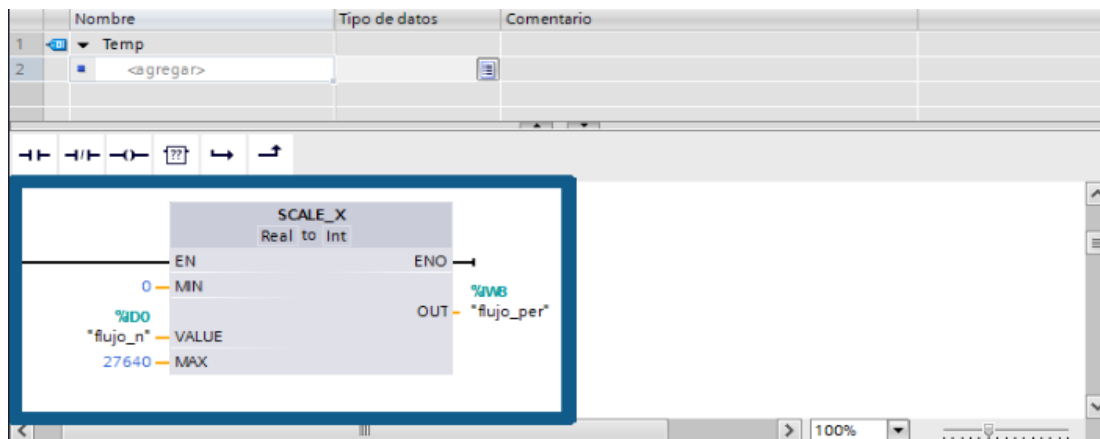 Nombre Tipo de datos Comentario
1 Temp
2 <agregar>
??
SCALE_X
Real to Int
EN ENO
0 MIN
%IW8
%ID0
OUT "flujo_per"
"flujo_n" VALUE
27640 MAX
100%